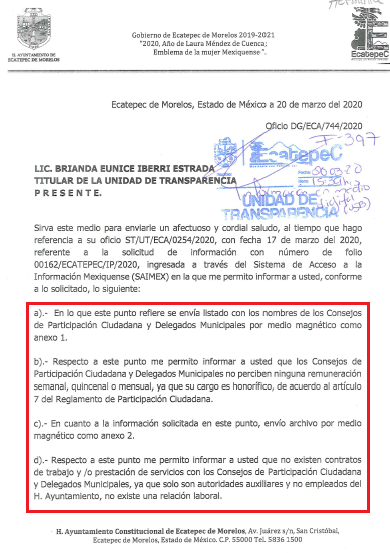 Gobierno de Ecatepec de Morelos 2019-2021
"2020, Año de Laura Méndez de Cuenca;
Emblema de la mujer Mexiquense ".
H. AYUNTAMIENTO DE
ECATEPEC DE MORELOS
Ecatepec
Ecatepec de Morelos, Estado de México a 20 de marzo del 2020
Oficio DG/ECA/744/2020
F-397
Ecatepec
UNIDAD DE
TRANSPARENCIA
LIC. BRIANDA EUNICE IBERRI ESTRADA
TITULAR DE LA UNIDAD DE TRANSPARENCIA
P R E S E N T E.
Sirva este medio para enviarle un afectuoso y cordial saludo, al tiempo que hago
referencia a su oficio ST/UT/ECA/0254/2020, con fecha 17 de marzo del 2020,
referente a la solicitud de información con número de folio
00162/ECATEPEC/IP/2020, ingresada a través del Sistema de Acceso a la
Información Mexiquense (SAIMEX) en la que me permito informar a usted, conforme
a lo solicitado, lo siguiente:
a).- En lo que este punto refiere se envía listado con los nombres de los Consejos
de Participación Ciudadana y Delegados Municipales por medio magnético como
anexo 1.
b).- Respecto a este punto me permito informar a usted que los Consejos de
Participación Ciudadana y Delegados Municipales no perciben ninguna remuneración
semanal, quincenal o mensual, ya que su cargo es honorífico, de acuerdo al artículo
7 del Reglamento de Participación Ciudadana.
c).- En cuanto a la información solicitada en este punto, envío archivo por medio
magnético como anexo 2.
d).- Respecto a este punto me permito informar a usted que no existen contratos
de trabajo y /o prestación de servicios con los Consejos de Participación Ciudadana
y Delegados Municipales, ya que solo son autoridades auxiliares y no empleados del
H. Ayuntamiento, no existe una relación laboral.
H. Ayuntamiento Constitucional de Ecatepec de Morelos, Av. Juárez s/n, San Cristóbal,
Ecatepec de Morelos, Estado de México. C.P. 55000 Tel. 5836 1500